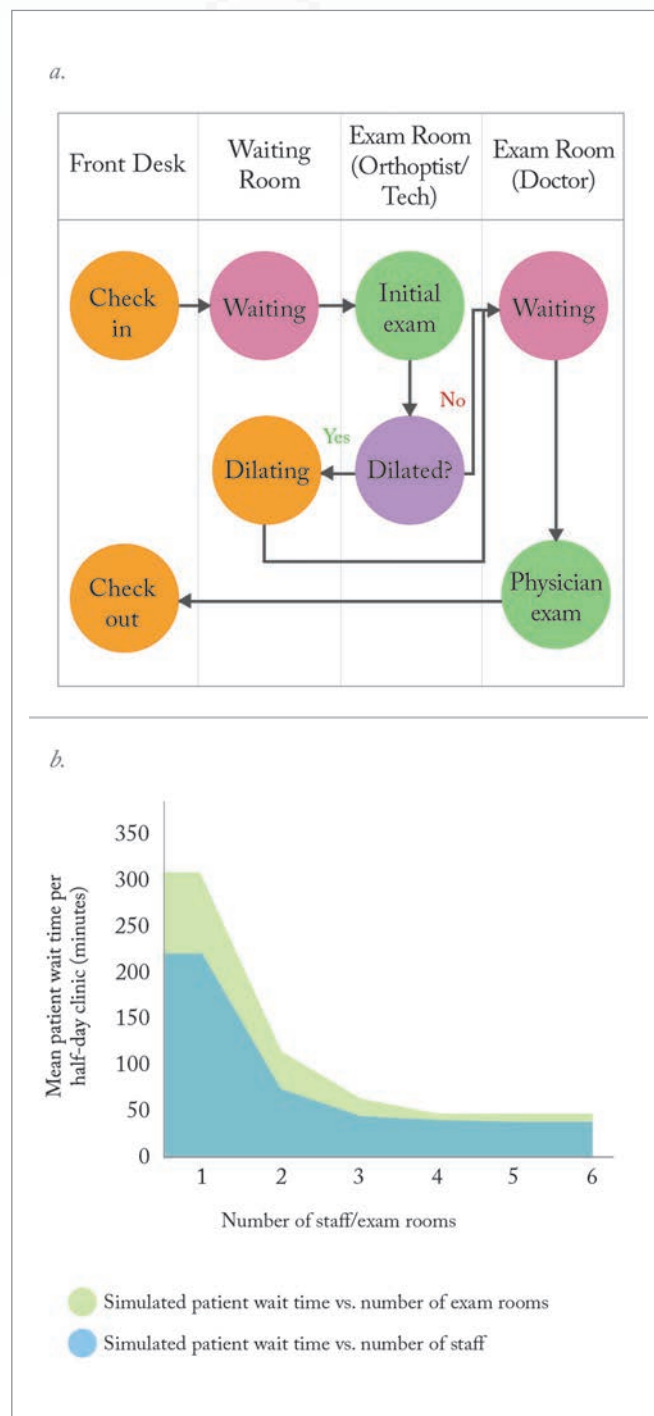 a.
Front Desk
Waiting
Room
Exam Room
(Orthoptist/
Tech)
Exam Room
(Doctor)
Check
in
Waiting
Initial
exam
Waiting
No
Yes
Dilating
Dilated?
Check
out
Physician
exam
b.
Mean patient wait time per
half-day clinic (minutes)
350
300
250
200
150
100
50
0
1 2 3 4 5 6
Number of staff/exam rooms
Simulated patient wait time vs. number of exam rooms
Simulated patient wait time vs. number of staff